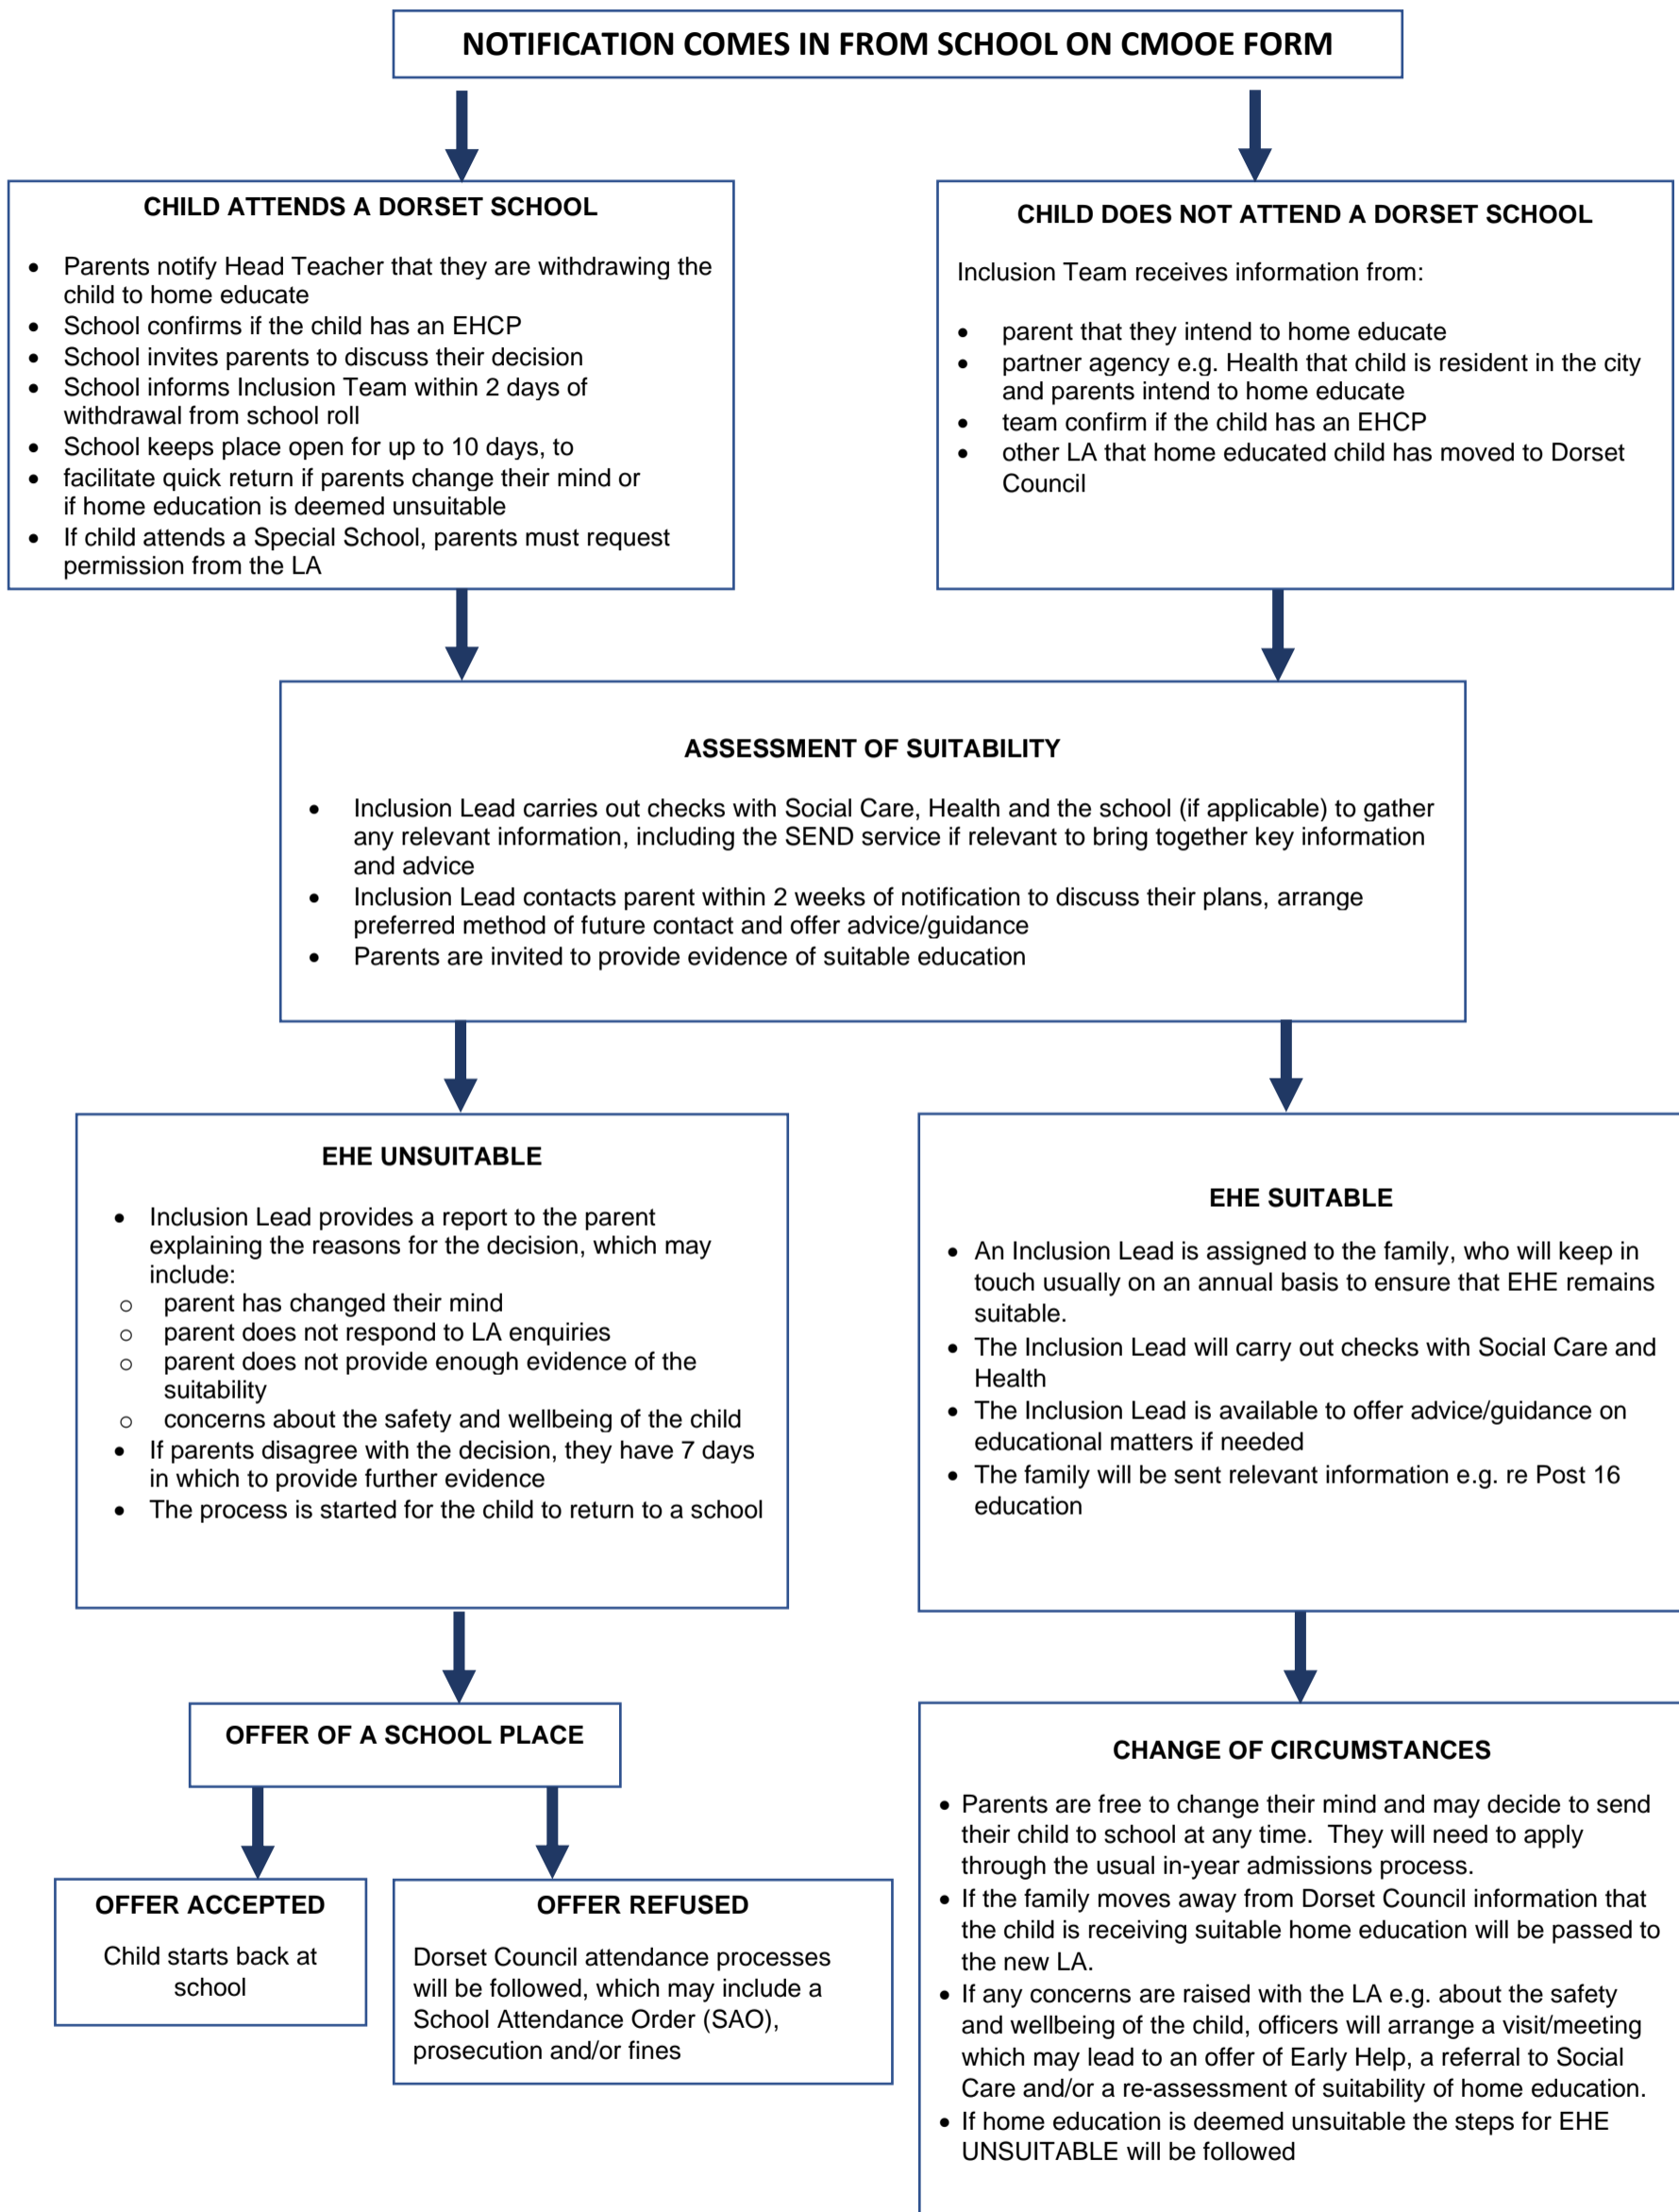 NOTIFICATION COMES IN FROM SCHOOL ON CMOOE FORM
CHILD ATTENDS A DORSET SCHOOL
• Parents notify Head Teacher that they are withdrawing the
child to home educate
• School confirms if the child has an EHCP
• School invites parents to discuss their decision
• School informs Inclusion Team within 2 days of
withdrawal from school roll
• School keeps place open for up to 10 days, to
• facilitate quick return if parents change their mind or
if home education is deemed unsuitable
• If child attends a Special School, parents must request
permission from the LA
CHILD DOES NOT ATTEND A DORSET SCHOOL
Inclusion Team receives information from:
• parent that they intend to home educate
• partner agency e.g. Health that child is resident in the city
and parents intend to home educate
• team confirm if the child has an EHCP
• other LA that home educated child has moved to Dorset
Council
ASSESSMENT OF SUITABILITY
• Inclusion Lead carries out checks with Social Care, Health and the school (if applicable) to gather
any relevant information, including the SEND service if relevant to bring together key information
and advice
• Inclusion Lead contacts parent within 2 weeks of notification to discuss their plans, arrange
preferred method of future contact and offer advice/guidance
• Parents are invited to provide evidence of suitable education
EHE UNSUITABLE
• Inclusion Lead provides a report to the parent
explaining the reasons for the decision, which may
include:
o parent has changed their mind
o parent does not respond to LA enquiries
o parent does not provide enough evidence of the
suitability
o concerns about the safety and wellbeing of the child
• If parents disagree with the decision, they have 7 days
in which to provide further evidence
• The process is started for the child to return to a school
EHE SUITABLE
• An Inclusion Lead is assigned to the family, who will keep in
touch usually on an annual basis to ensure that EHE remains
suitable.
• The Inclusion Lead will carry out checks with Social Care and
Health
• The Inclusion Lead is available to offer advice/guidance on
educational matters if needed
• The family will be sent relevant information e.g. re Post 16
education
OFFER OF A SCHOOL PLACE
OFFER ACCEPTED
Child starts back at
school
OFFER REFUSED
Dorset Council attendance processes
will be followed, which may include a
School Attendance Order (SAO),
prosecution and/or fines
CHANGE OF CIRCUMSTANCES
• Parents are free to change their mind and may decide to send
their child to school at any time. They will need to apply
through the usual in-year admissions process.
• If the family moves away from Dorset Council information that
the child is receiving suitable home education will be passed to
the new LA.
• If any concerns are raised with the LA e.g. about the safety
and wellbeing of the child, officers will arrange a visit/meeting
which may lead to an offer of Early Help, a referral to Social
Care and/or a re-assessment of suitability of home education.
• If home education is deemed unsuitable the steps for EHE
UNSUITABLE will be followed